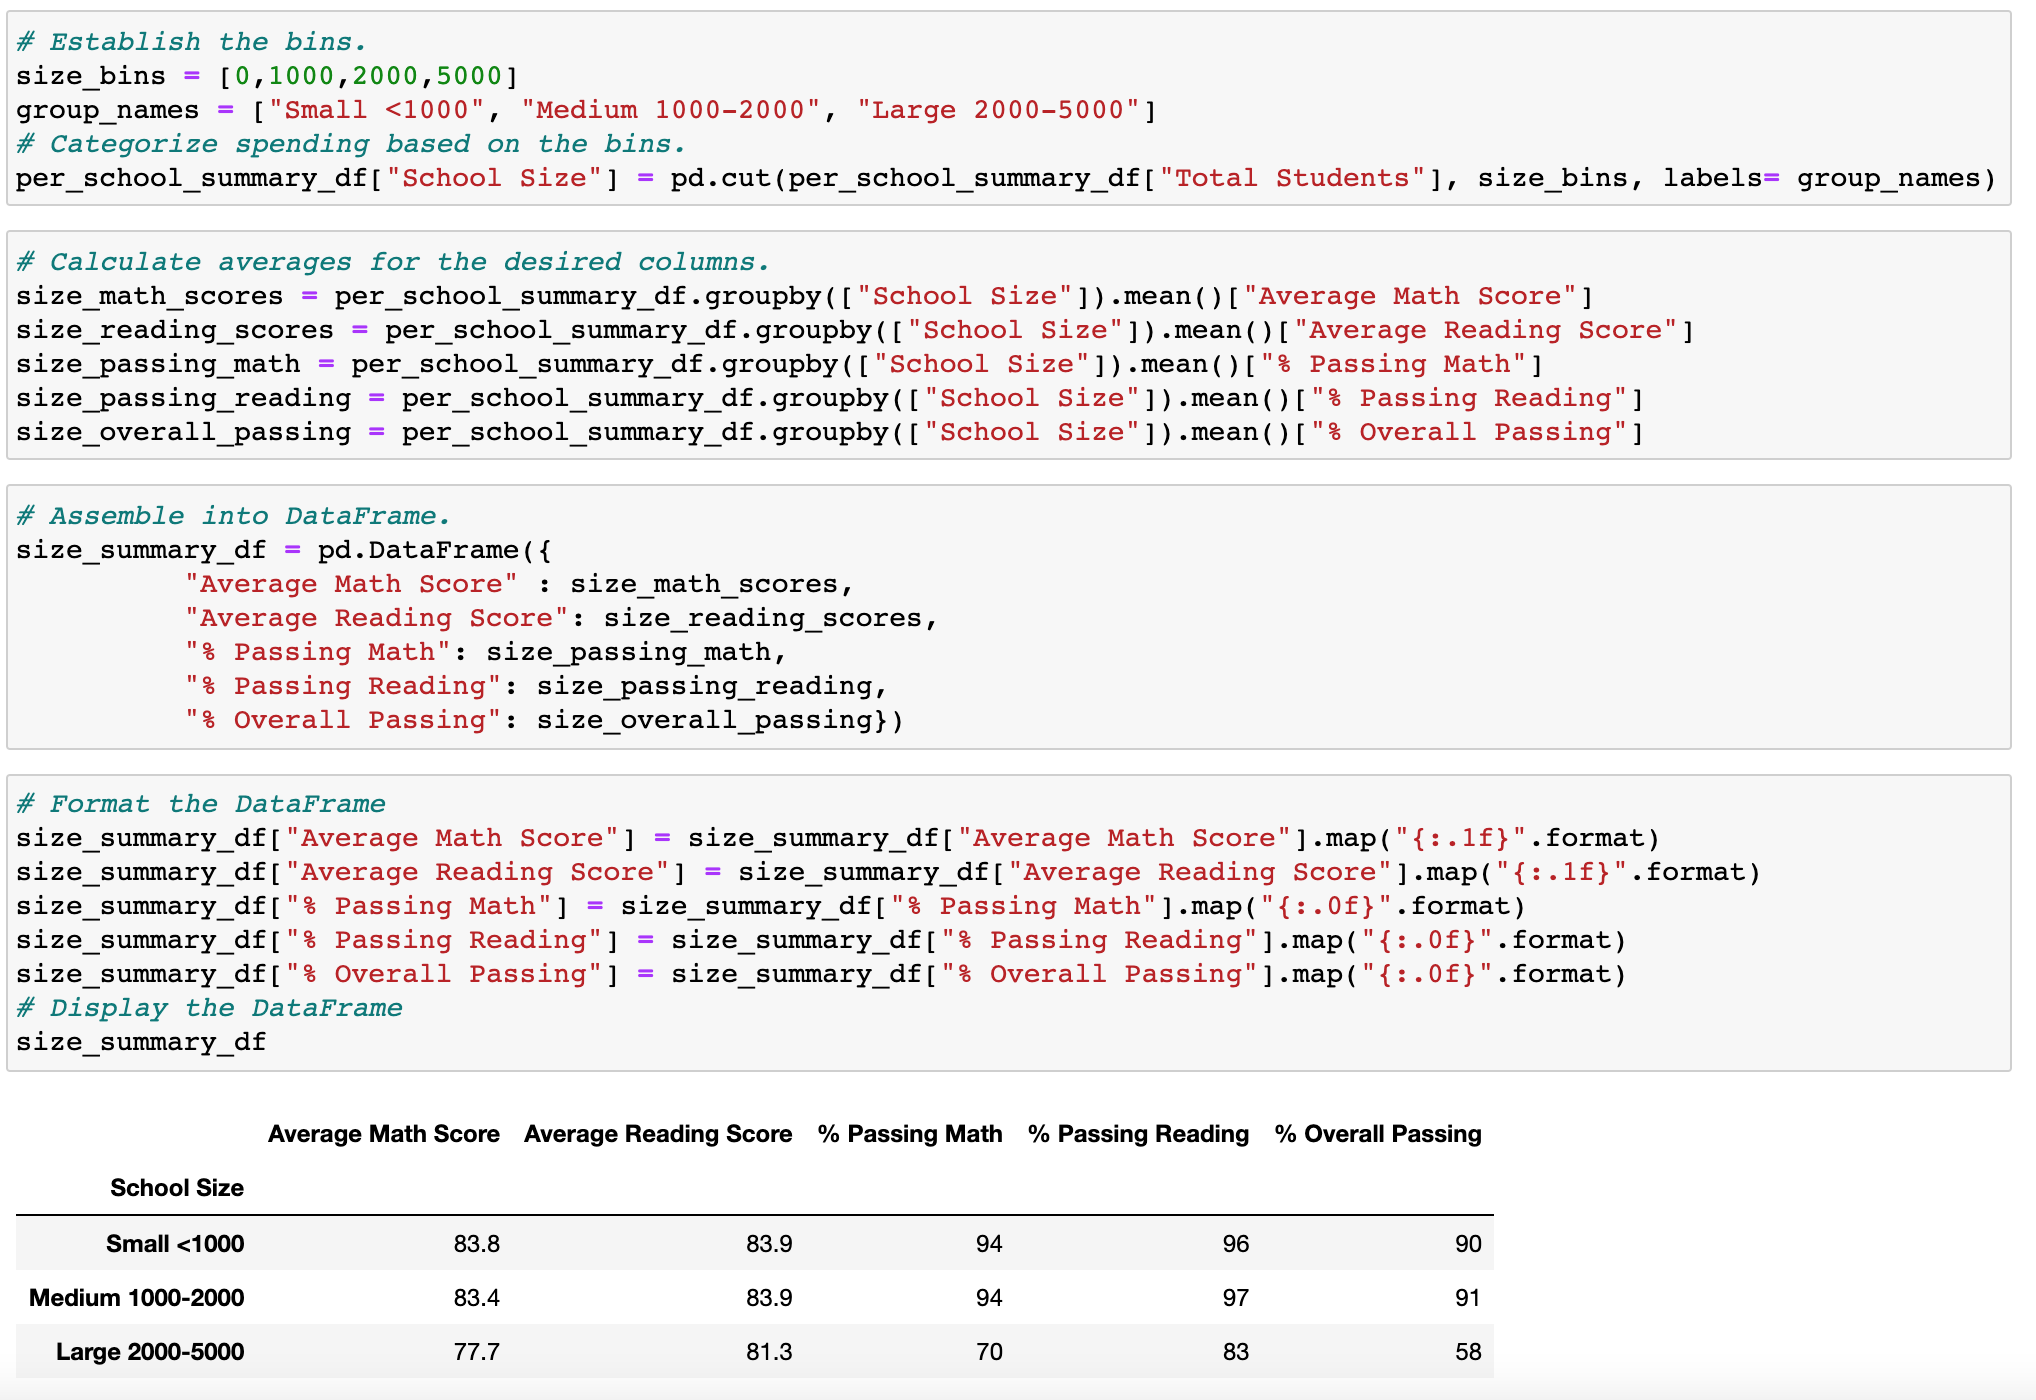 # Establish the bins.
size_bins = [0,1000,2000,5000]
group_names = ["Small <1000", "Medium 1000-2000", "Large 2000-5000"]
# Categorize spending based on the bins.
per_school_summary_df["School Size"] = pd.cut(per_school_summary_df["Total Students"], size_bins, labels= group_names)
# Calculate averages for the desired columns.
size_math_scores = per_school_summary_df.groupby(["School Size"]).mean()["Average Math Score"]
size_reading_scores = per_school_summary_df.groupby(["School Size"]).mean()["Average Reading Score"]
size_passing_math = per_school_summary_df.groupby(["School Size"]).mean()["% Passing Math"]
size_passing_reading = per_school_summary_df.groupby(["School Size"]).mean()["% Passing Reading"]
size_overall_passing = per_school_summary_df.groupby(["School Size"]).mean()["% Overall Passing"]
# Assemble into DataFrame.
size_summary_df = pd.DataFrame({
"Average Math Score" : size_math_scores,
"Average Reading Score": size_reading_scores,
"% Passing Math": size_passing_math,
"% Passing Reading": size_passing_reading,
"% Overall Passing": size_overall_passing})
# Format the DataFrame
size_summary_df["Average Math Score"] = size_summary_df["Average Math Score"].map("{:.1f}".format)
size_summary_df["Average Reading Score"] = size_summary_df["Average Reading Score"].map("{:.1f}".format)
size_summary_df["% Passing Math"] = size_summary_df["% Passing Math"].map("{:.0f}".format)
size_summary_df["% Passing Reading"] = size_summary_df["% Passing Reading"].map("{:.0f}".format)
size_summary_df["% Overall Passing"] = size_summary_df["% Overall Passing"].map("{:.0f}".format)
# Display the DataFrame
size_summary_df
Average Math Score Average Reading Score % Passing Math % Passing Reading % Overall Passing
School Size
Small <1000 83.8 83.9 94 96 90
Medium 1000-2000 83.4 83.9 94 97 91
Large 2000-5000 77.7 81.3 70 83 58